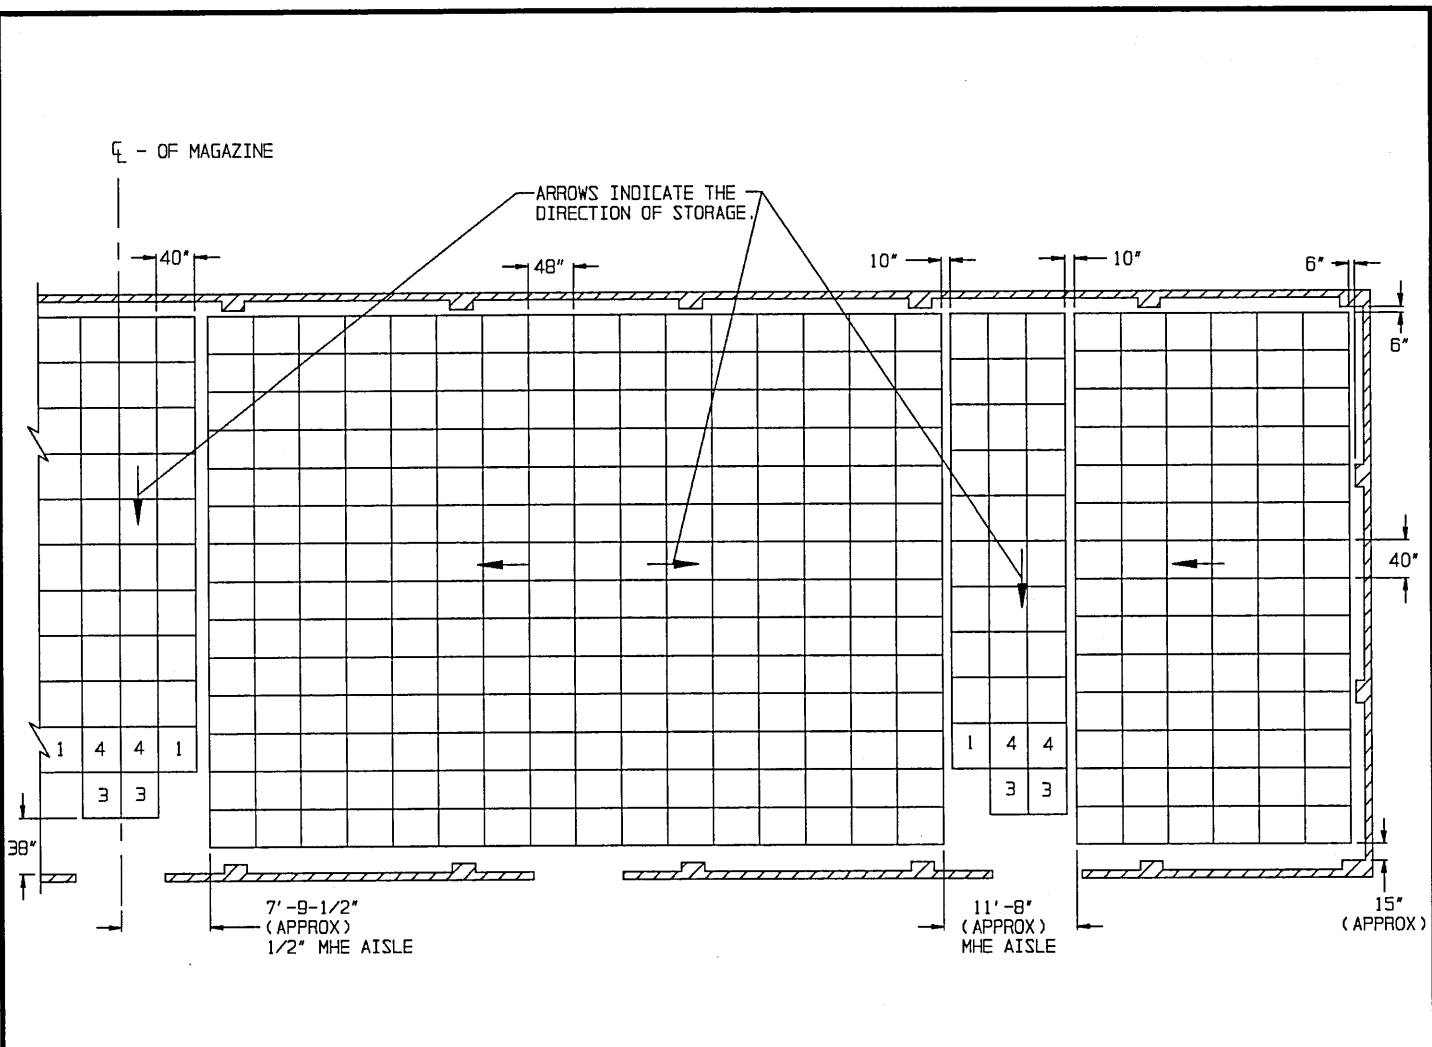 ℄ - OF MAGAZINE
ARROWS INDICATE THE
DIRECTION OF STORAGE.
40"
48"
10"
10"
6"
6"
40"
1 4 4 1
3 3
1 4 4
3 3
38"
7'-9-1/2"
(APPROX)
1/2" MHE AISLE
11'-8"
(APPROX)
MHE AISLE
15"
(APPROX)